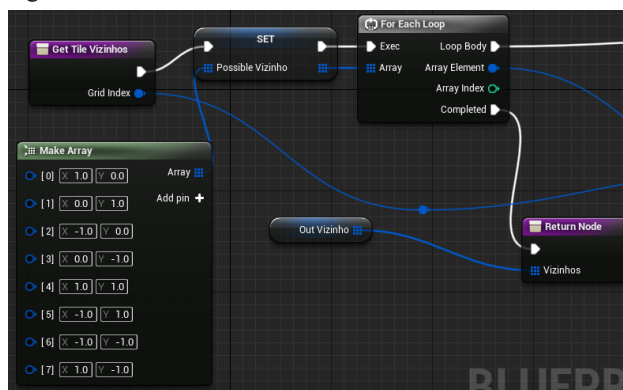 Get Tile Vizinhos
Grid Index
SET
Possible Vizinho
For Each Loop
Exec
Loop Body
Array
Array Element
Array Index
Completed
Make Array
[0] X 1.0 Y 0.0
Array
[1] X 0.0 Y 1.0
Add pin +
[2] X -1.0 Y 0.0
[3] X 0.0 Y -1.0
[4] X 1.0 Y 1.0
[5] X -1.0 Y 1.0
[6] X -1.0 Y -1.0
[7] X 1.0 Y -1.0
Out Vizinho
Return Node
Vizinhos